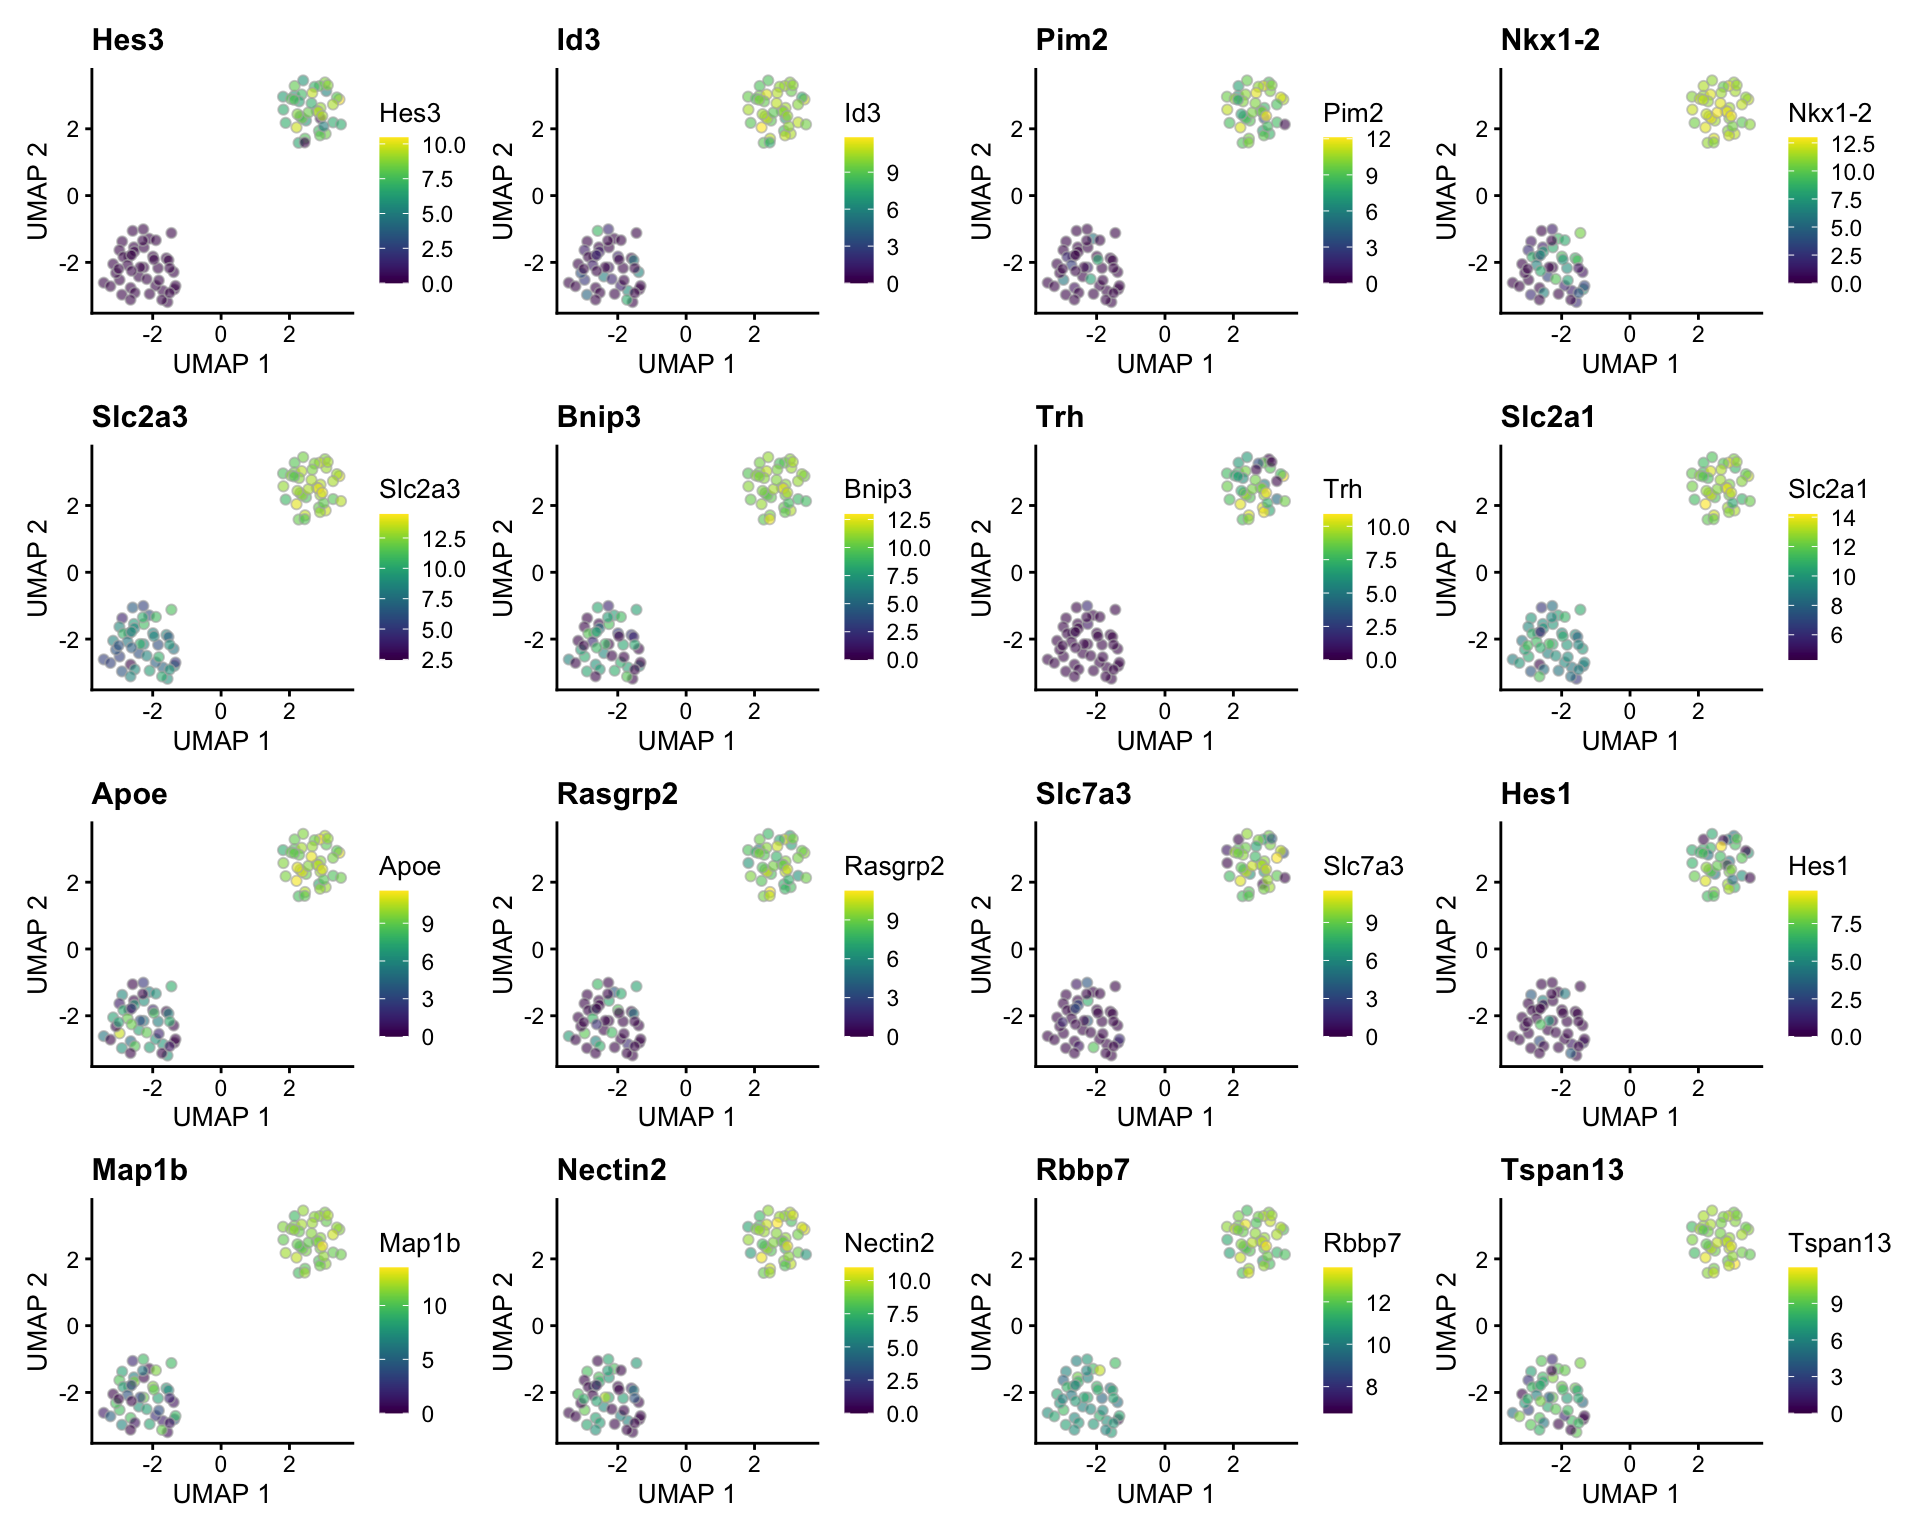 Hes3 Id3 Pim2 Nkx1-2
UMAP 2 2 0 -2 Hes3 10.0 7.5 5.0 2.5 0.0 UMAP 2 2 0 -2 Id3 9 6 3 0 UMAP 2 2 0 -2 Pim2 12 9 6 3 0 UMAP 2 2 0 -2 Nkx1-2 12.5 10.0 7.5 5.0 2.5 0.0
-2 0 2 -2 0 2 -2 0 2 -2 0 2
UMAP 1 UMAP 1 UMAP 1 UMAP 1
Slc2a3 Bnip3 Trh Slc2a1
UMAP 2 2 0 -2 Slc2a3 12.5 10.0 7.5 5.0 2.5 UMAP 2 2 0 -2 Bnip3 12.5 10.0 7.5 5.0 2.5 0.0 UMAP 2 2 0 -2 Trh 10.0 7.5 5.0 2.5 0.0 UMAP 2 2 0 -2 Slc2a1 14 12 10 8 6
-2 0 2 -2 0 2 -2 0 2 -2 0 2
UMAP 1 UMAP 1 UMAP 1 UMAP 1
Apoe Rasgrp2 Slc7a3 Hes1
UMAP 2 2 0 -2 Apoe 9 6 3 0 UMAP 2 2 0 -2 Rasgrp2 9 6 3 0 UMAP 2 2 0 -2 Slc7a3 9 6 3 0 UMAP 2 2 0 -2 Hes1 7.5 5.0 2.5 0.0
-2 0 2 -2 0 2 -2 0 2 -2 0 2
UMAP 1 UMAP 1 UMAP 1 UMAP 1
Map1b Nectin2 Rbbp7 Tspan13
UMAP 2 2 0 -2 Map1b 10 5 0 UMAP 2 2 0 -2 Nectin2 10.0 7.5 5.0 2.5 0.0 UMAP 2 2 0 -2 Rbbp7 12 10 8 UMAP 2 2 0 -2 Tspan13 9 6 3 0
-2 0 2 -2 0 2 -2 0 2 -2 0 2
UMAP 1 UMAP 1 UMAP 1 UMAP 1